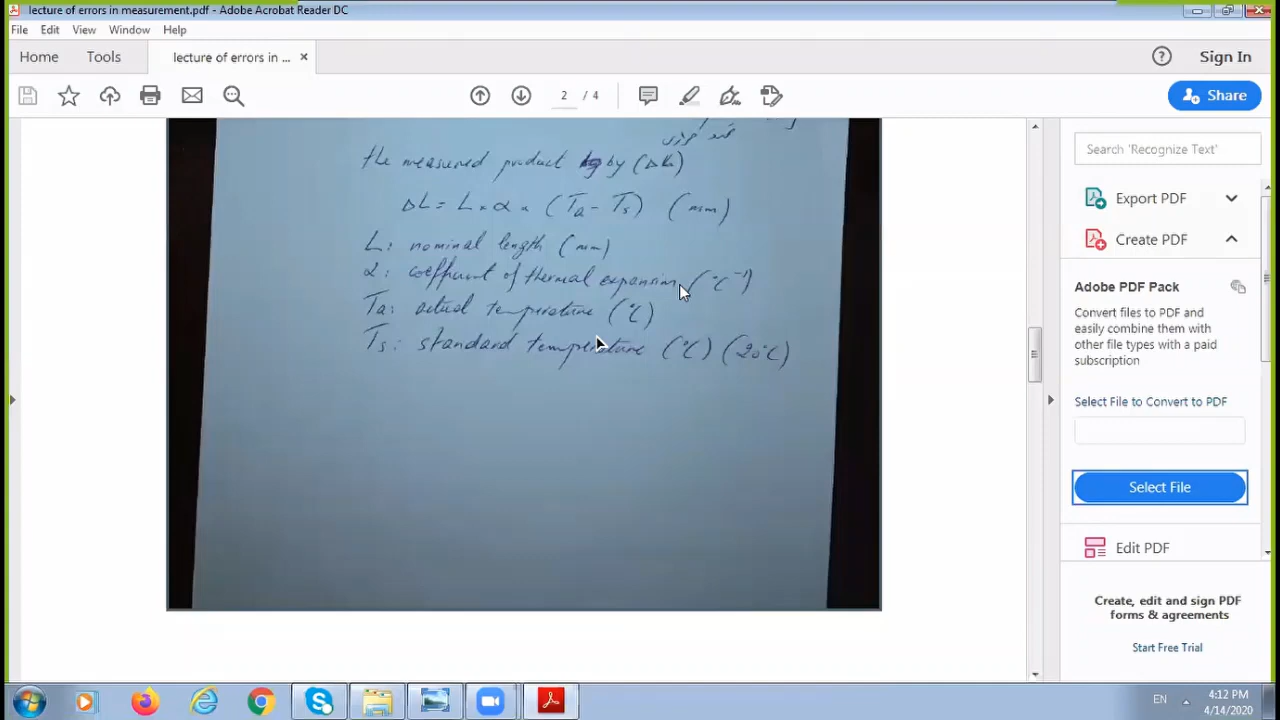 lecture of errors in measurement.pdf - Adobe Acrobat Reader DC
File Edit View Window Help
Home Tools lecture of errors in ... × Sign In
2 / 4 Share
the measured product by (ΔL)
ΔL = L × α × (Ta - Ts) (mm)
L: nominal length (mm)
α: coefficient of thermal expansion (°C⁻¹)
Ta: actual temperature (°C)
Ts: standard temperature (°C) (20°C)
Search 'Recognize Text'
Export PDF
Create PDF
Adobe PDF Pack
Convert files to PDF and
easily combine them with
other file types with a paid
subscription
Select File to Convert to PDF
Select File
Edit PDF
Create, edit and sign PDF
forms & agreements
Start Free Trial
EN 4:12 PM
4/14/2020